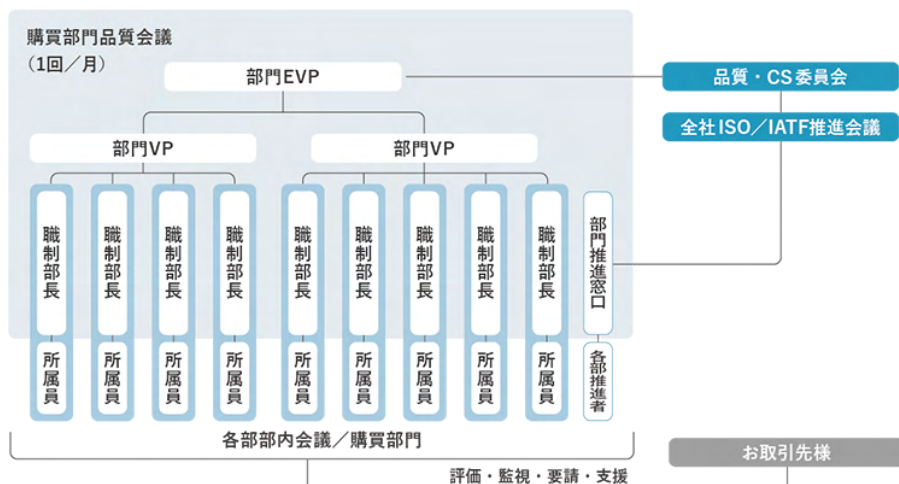 購買部門品質会議
（1回／月）
部門EVP
品質・CS委員会
全社ISO／IATF推進会議
部門VP
部門VP
職制部長
職制部長
職制部長
職制部長
職制部長
職制部長
職制部長
職制部長
職制部長
部門推進窓口
所属員
所属員
所属員
所属員
所属員
所属員
所属員
所属員
所属員
各部推進者
各部部内会議／購買部門
お取引先様
評価・監視・要請・支援